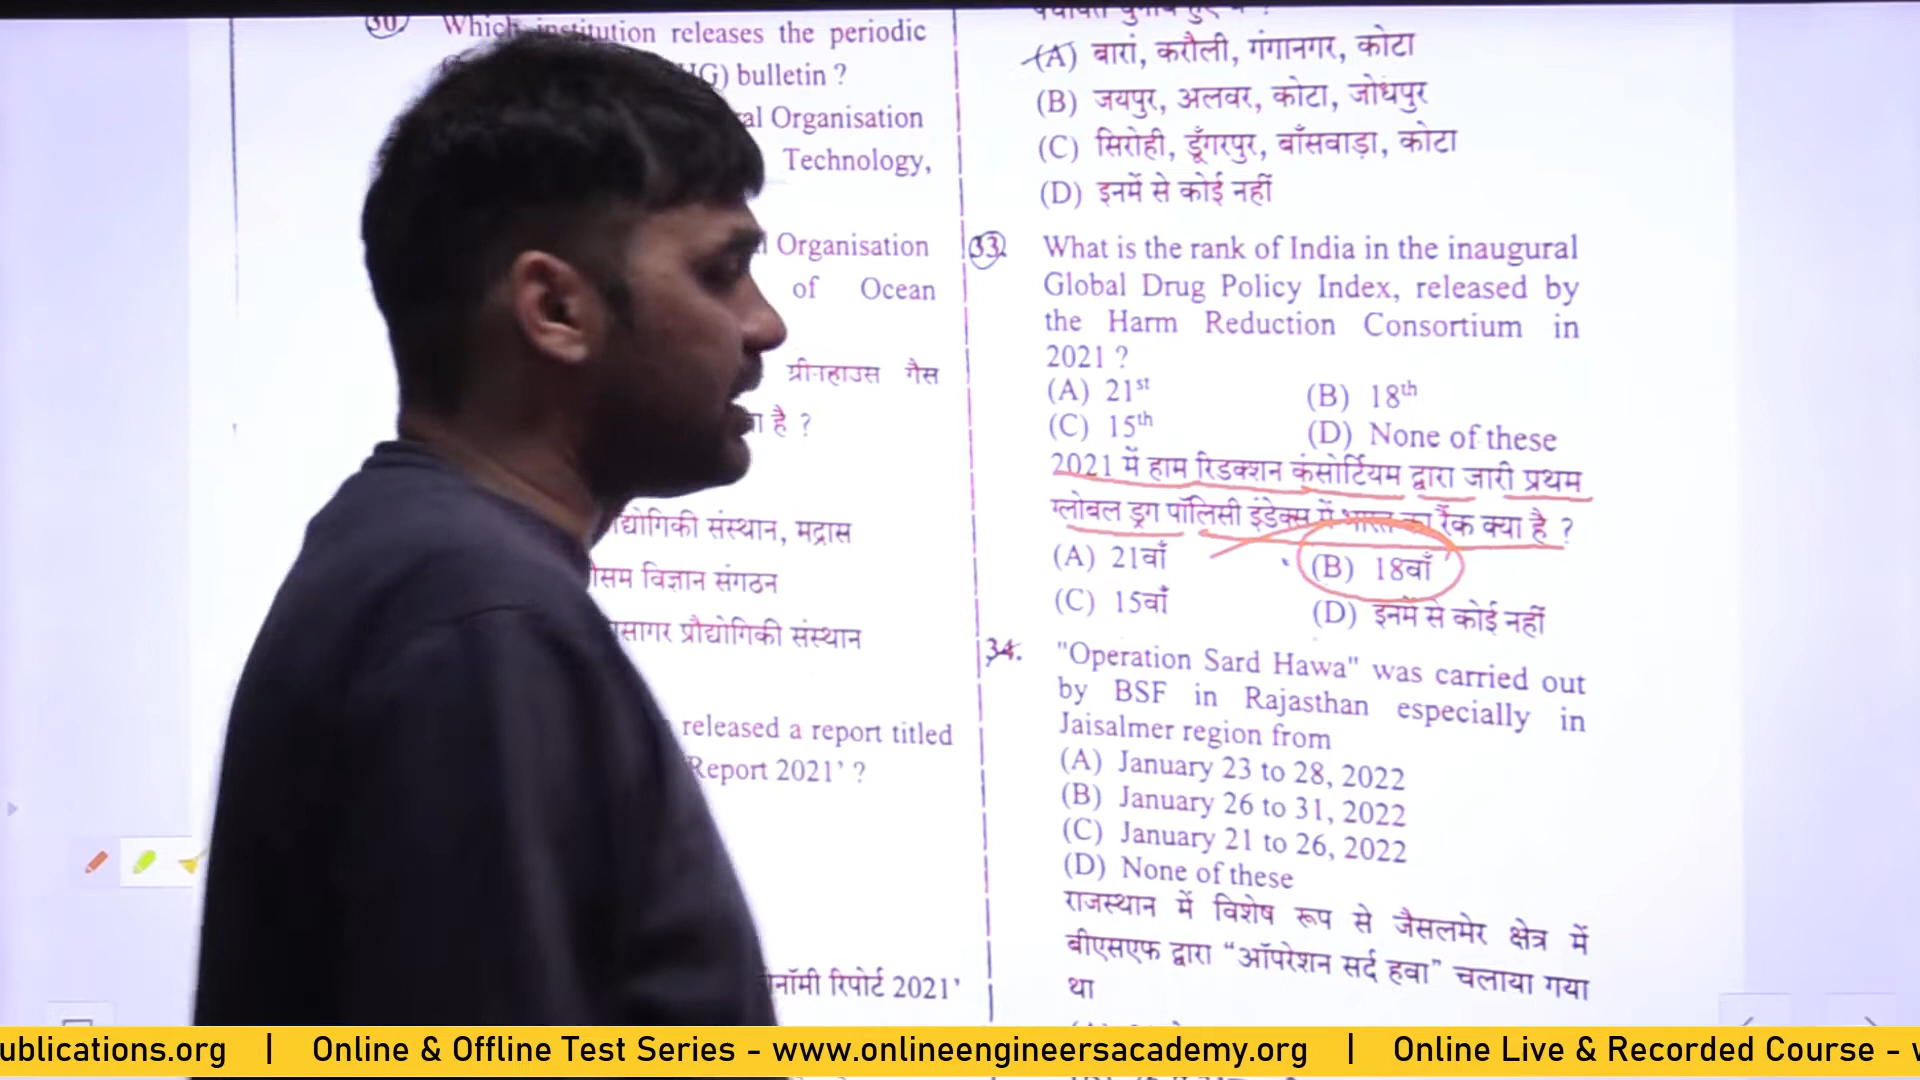 30. Which institution releases the periodic
G) bulletin ?
al Organisation
Technology,
Organisation
of Ocean
ग्रीनहाउस गैस
है ?
संस्थान, मद्रास
विज्ञान संगठन
प्रौद्योगिकी संस्थान
released a report titled
Report 2021' ?
रिपोर्ट 2021'
(A) बारां, करौली, गंगानगर, कोटा
(B) जयपुर, अलवर, कोटा, जोधपुर
(C) सिरोही, डूँगरपुर, बाँसवाड़ा, कोटा
(D) इनमें से कोई नहीं
33. What is the rank of India in the inaugural
Global Drug Policy Index, released by
the Harm Reduction Consortium in
2021 ?
(A) 21st (B) 18th
(C) 15th (D) None of these
2021 में हाम रिडक्शन कंसोर्टियम द्वारा जारी प्रथम
ग्लोबल ड्रग पॉलिसी इंडेक्स में भारत का रैंक क्या है ?
(A) 21वाँ (B) 18वाँ
(C) 15वाँ (D) इनमें से कोई नहीं
34. "Operation Sard Hawa" was carried out
by BSF in Rajasthan especially in
Jaisalmer region from
(A) January 23 to 28, 2022
(B) January 26 to 31, 2022
(C) January 21 to 26, 2022
(D) None of these
राजस्थान में विशेष रूप से जैसलमेर क्षेत्र में
बीएसएफ द्वारा “ऑपरेशन सर्द हवा” चलाया गया
था
ublications.org | Online & Offline Test Series - www.onlineengineersacademy.org | Online Live & Recorded Course -